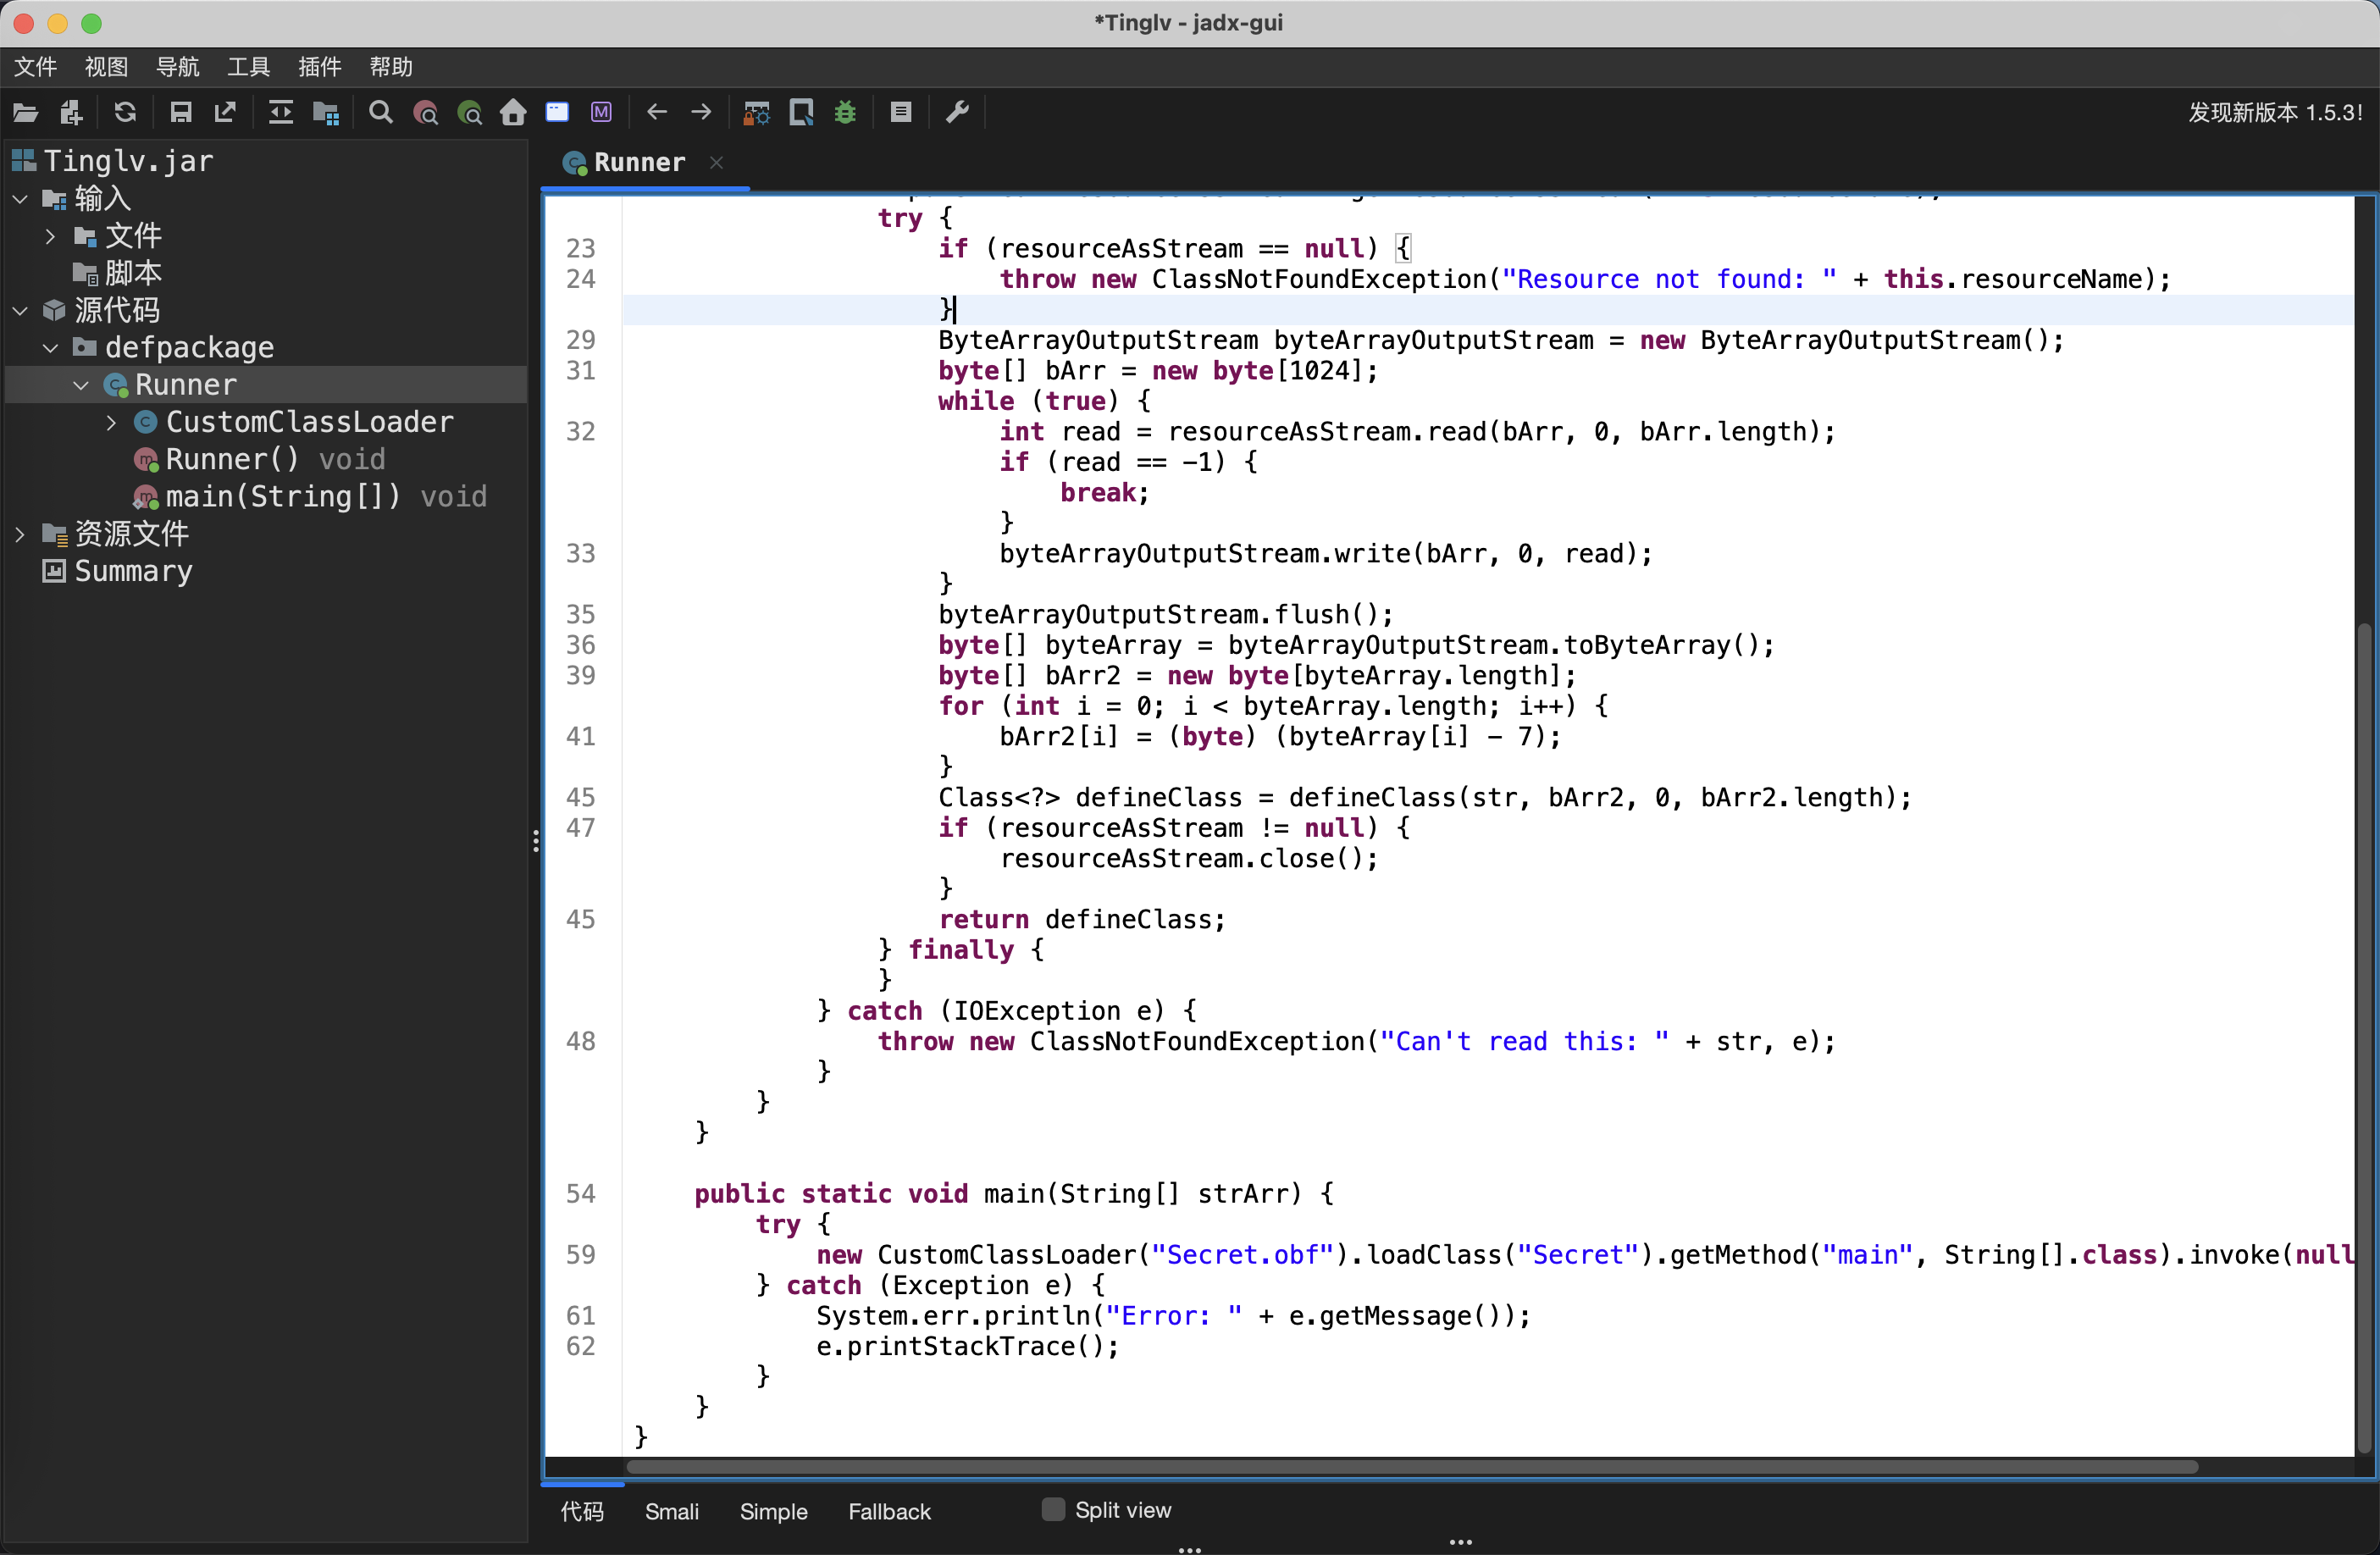 *Tinglv - jadx-gui
文件 视图 导航 工具 插件 帮助
发现新版本 1.5.3!
Tinglv.jar
输入
文件
脚本
源代码
defpackage
Runner
CustomClassLoader
Runner() void
main(String[]) void
资源文件
Summary
Runner
try {
23 if (resourceAsStream == null) {
24 throw new ClassNotFoundException("Resource not found: " + this.resourceName);
}
29 ByteArrayOutputStream byteArrayOutputStream = new ByteArrayOutputStream();
31 byte[] bArr = new byte[1024];
while (true) {
32 int read = resourceAsStream.read(bArr, 0, bArr.length);
if (read == -1) {
break;
}
33 byteArrayOutputStream.write(bArr, 0, read);
}
35 byteArrayOutputStream.flush();
36 byte[] byteArray = byteArrayOutputStream.toByteArray();
39 byte[] bArr2 = new byte[byteArray.length];
for (int i = 0; i < byteArray.length; i++) {
41 bArr2[i] = (byte) (byteArray[i] - 7);
}
45 Class<?> defineClass = defineClass(str, bArr2, 0, bArr2.length);
47 if (resourceAsStream != null) {
resourceAsStream.close();
}
45 return defineClass;
} finally {
}
} catch (IOException e) {
48 throw new ClassNotFoundException("Can't read this: " + str, e);
}
}
}
54 public static void main(String[] strArr) {
try {
59 new CustomClassLoader("Secret.obf").loadClass("Secret").getMethod("main", String[].class).invoke(null
} catch (Exception e) {
61 System.err.println("Error: " + e.getMessage());
62 e.printStackTrace();
}
}
}
代码 Smali Simple Fallback Split view